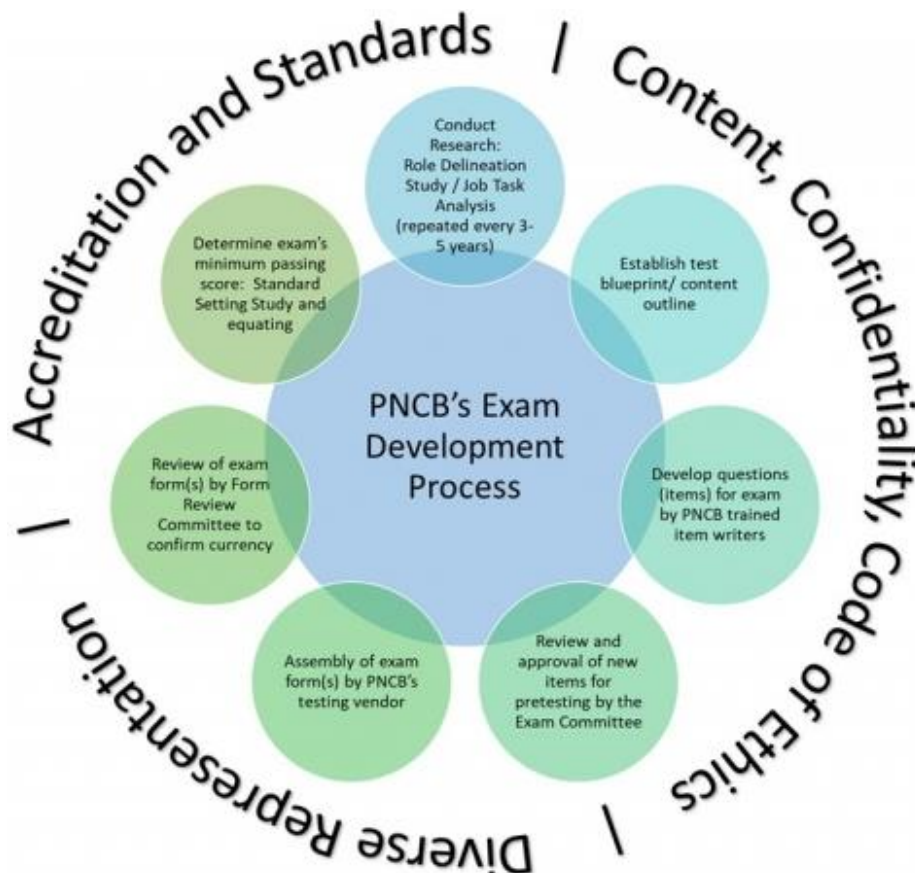 Accreditation and Standards | Content, Confidentiality, Code of Ethics | Diverse Representation |
PNCB's Exam
Development
Process
Conduct
Research:
Role Delineation
Study / Job Task
Analysis
(repeated every 3-
5 years)
Establish test
blueprint/ content
outline
Develop questions
(items) for exam
by PNCB trained
item writers
Review and
approval of new
items for
pretesting by the
Exam Committee
Assembly of exam
form(s) by PNCB's
testing vendor
Review of exam
form(s) by Form
Review
Committee to
confirm currency
Determine exam's
minimum passing
score:  Standard
Setting Study and
equating